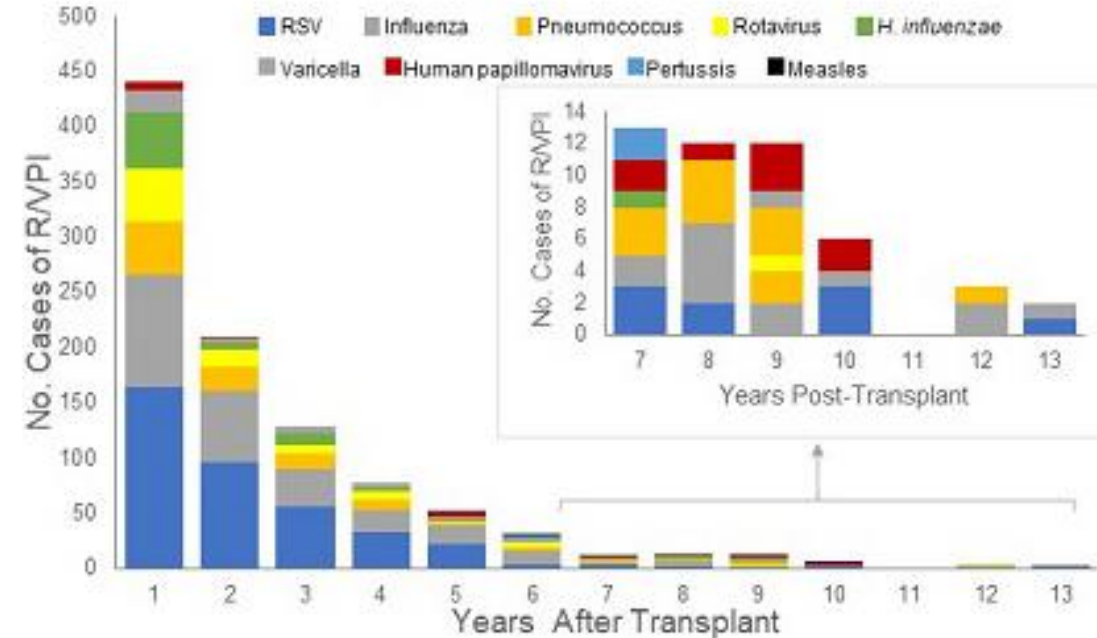 500
450
400
350
300
250
200
150
100
50
0
No. Cases of R/VPI
RSV Influenza Pneumococcus Rotavirus H. influenzae
Varicella Human papillomavirus Pertussis Measles
14
12
10
8
6
4
2
0
No. Cases of R/VPI
7 8 9 10 11 12 13
Years Post-Transplant
1 2 3 4 5 6 7 8 9 10 11 12 13
Years After Transplant